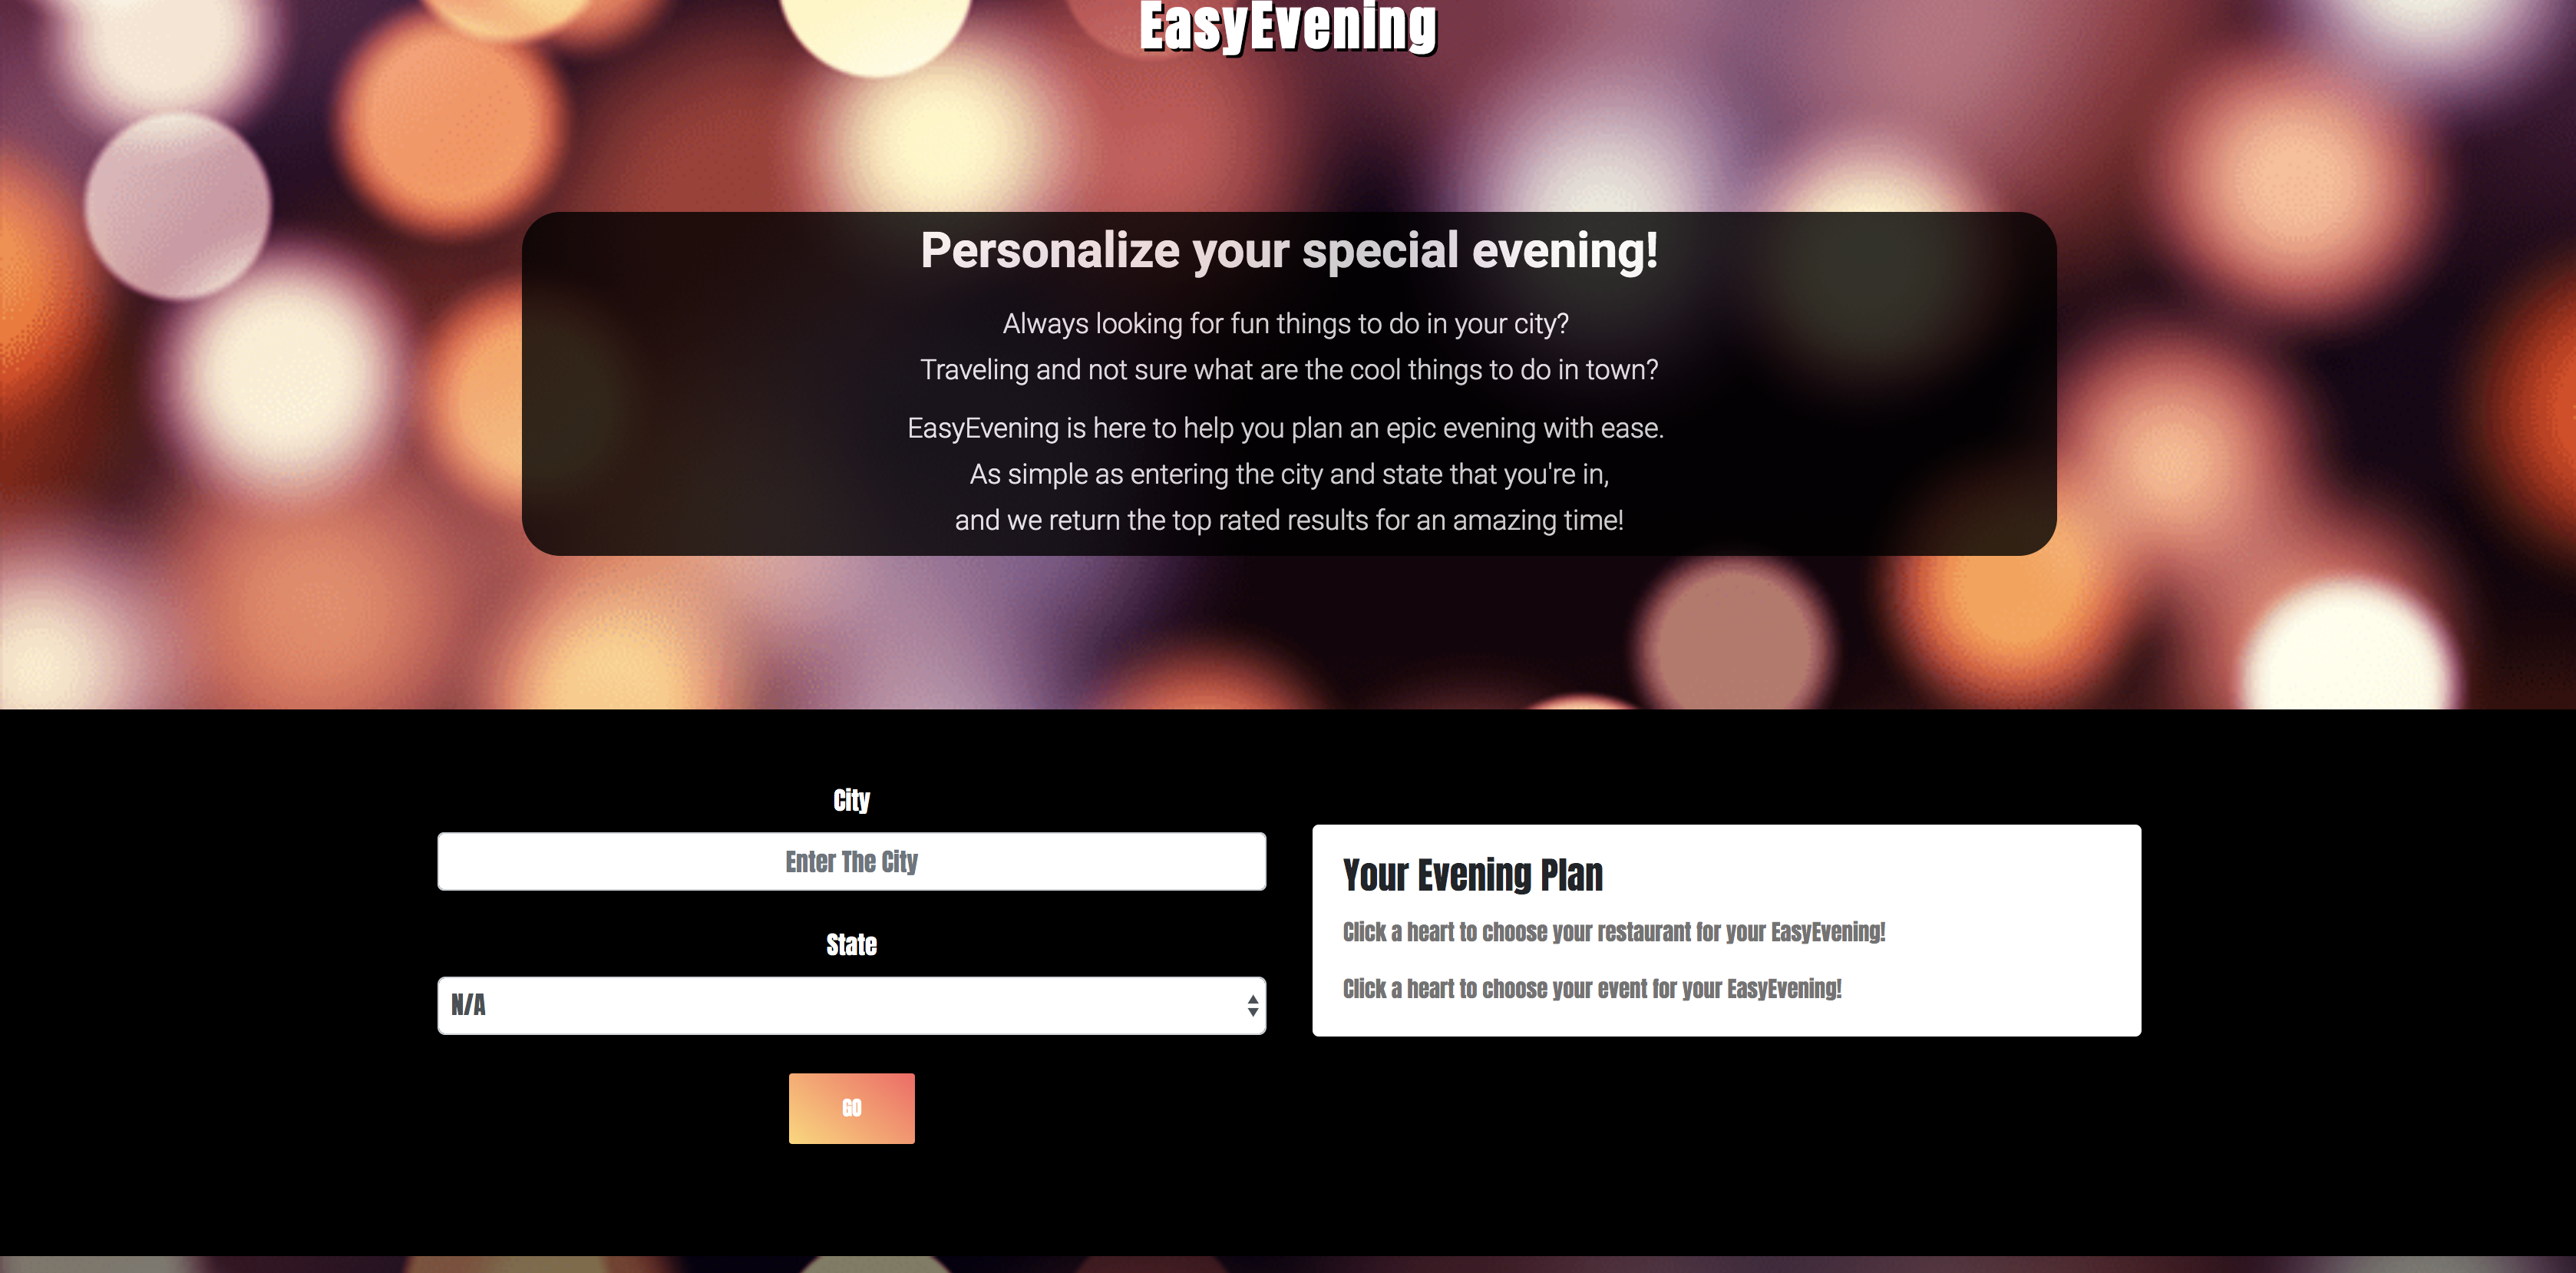 EasyEvening
Personalize your special evening!
Always looking for fun things to do in your city?
Traveling and not sure what are the cool things to do in town?
EasyEvening is here to help you plan an epic evening with ease.
As simple as entering the city and state that you're in,
and we return the top rated results for an amazing time!
City
Enter The City
State
N/A
GO
Your Evening Plan
Click a heart to choose your restaurant for your EasyEvening!
Click a heart to choose your event for your EasyEvening!